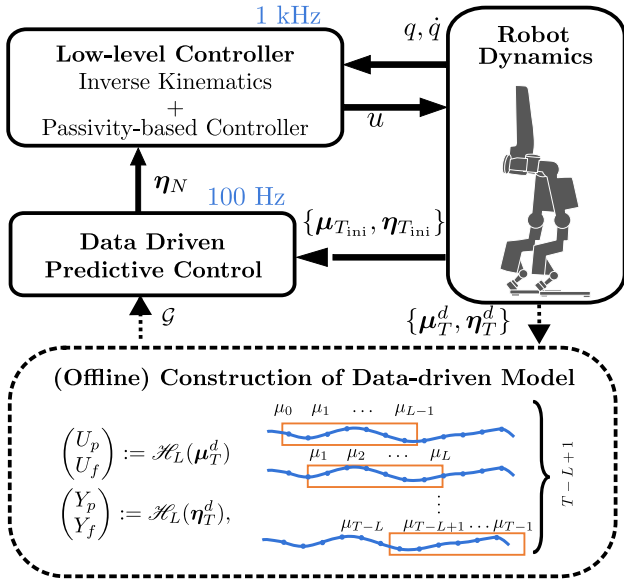 1 kHz
Low-level Controller
Inverse Kinematics
+
Passivity-based Controller
q, q̇
u
Robot
Dynamics
η_N
100 Hz
Data Driven
Predictive Control
{μ_{T_ini}, η_{T_ini}}
𝒢
{μ_T^d, η_T^d}
(Offline) Construction of Data-driven Model
(U_p U_f) := ℋ_L(μ_T^d)
(Y_p Y_f) := ℋ_L(η_T^d),
μ_0 μ_1 … μ_{L−1}
μ_1 μ_2 … μ_L
⋮
μ_{T−L} μ_{T−L+1} … μ_{T−1}
T − L + 1